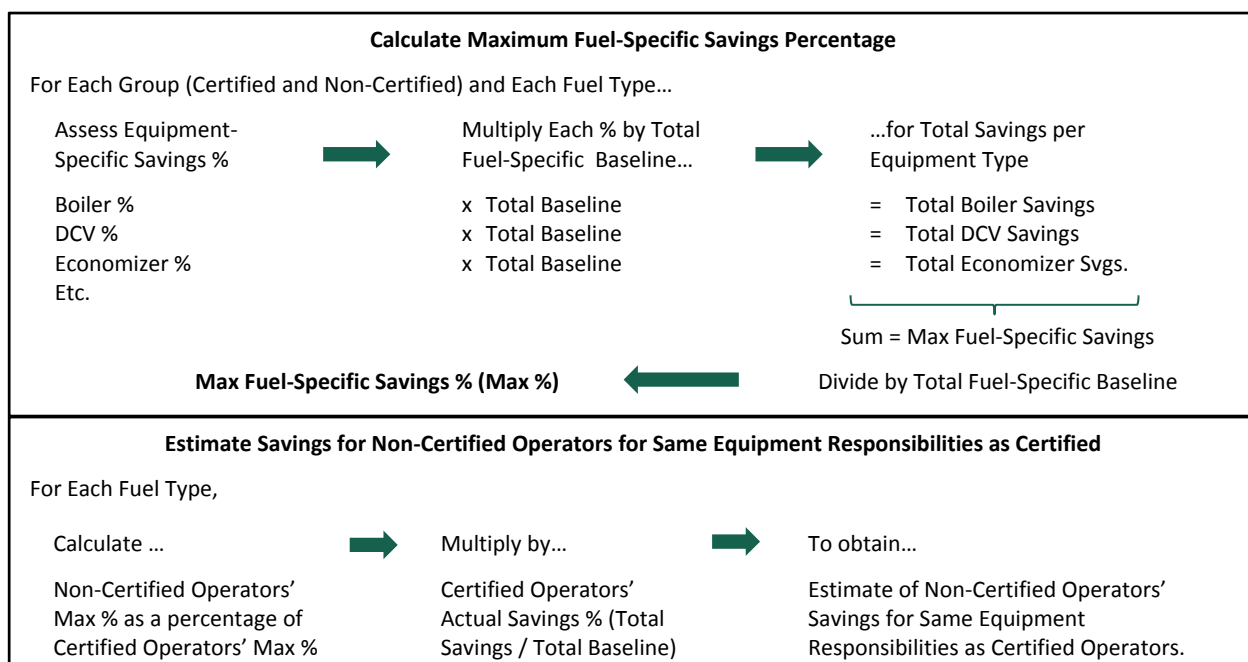 Calculate Maximum Fuel-Specific Savings Percentage
For Each Group (Certified and Non-Certified) and Each Fuel Type…
Assess Equipment-
Specific Savings %
Multiply Each % by Total
Fuel-Specific Baseline…
…for Total Savings per
Equipment Type
Boiler % x Total Baseline = Total Boiler Savings
DCV % x Total Baseline = Total DCV Savings
Economizer % x Total Baseline = Total Economizer Svgs.
Etc.
Sum = Max Fuel-Specific Savings
Max Fuel-Specific Savings % (Max %) Divide by Total Fuel-Specific Baseline
Estimate Savings for Non-Certified Operators for Same Equipment Responsibilities as Certified
For Each Fuel Type,
Calculate …
Non-Certified Operators’
Max % as a percentage of
Certified Operators’ Max %
Multiply by…
Certified Operators’
Actual Savings % (Total
Savings / Total Baseline)
To obtain…
Estimate of Non-Certified Operators’
Savings for Same Equipment
Responsibilities as Certified Operators.